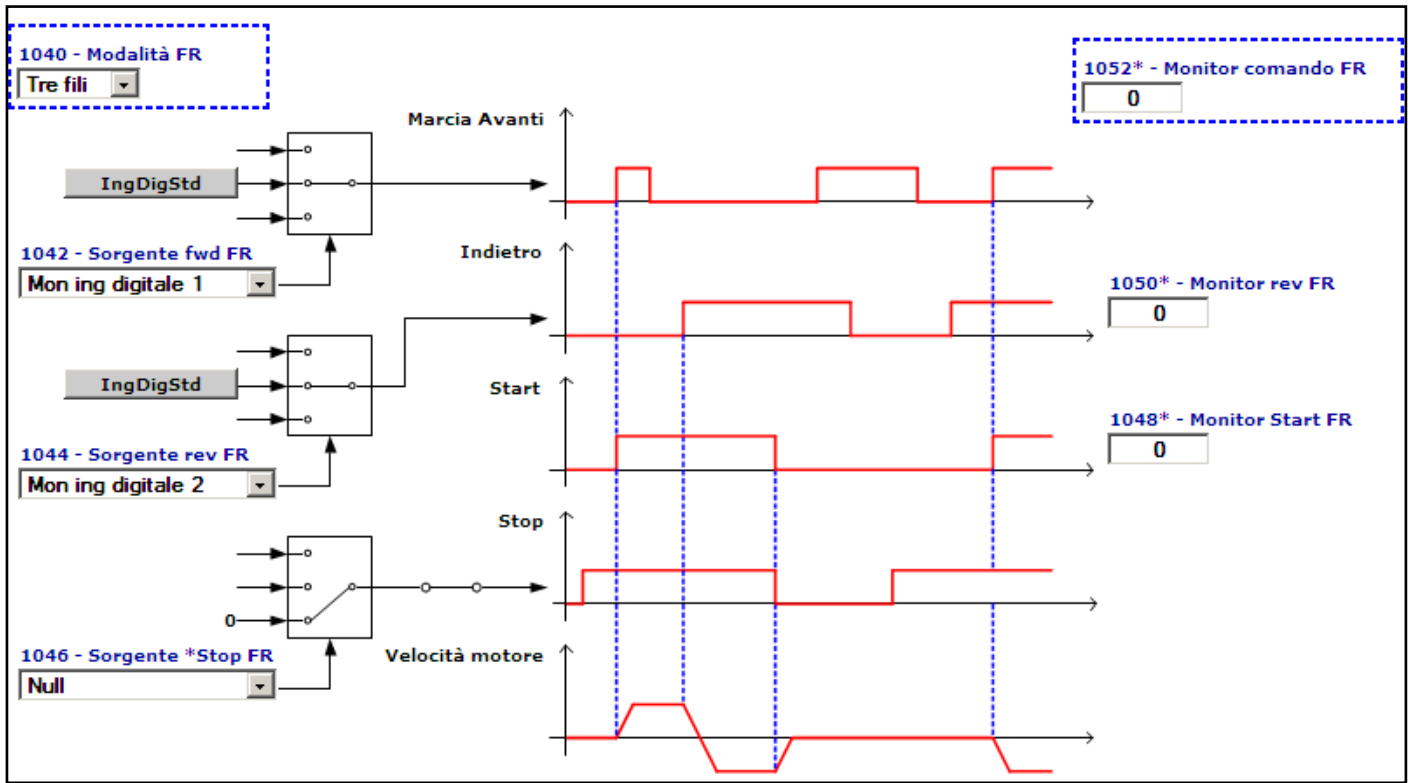 1040 - Modalità FR
Tre fili
1052* - Monitor comando FR
0
Marcia Avanti
IngDigStd
1042 - Sorgente fwd FR
Mon ing digitale 1
Indietro
1050* - Monitor rev FR
0
IngDigStd
Start
1048* - Monitor Start FR
0
1044 - Sorgente rev FR
Mon ing digitale 2
Stop
0
1046 - Sorgente *Stop FR
Null
Velocità motore